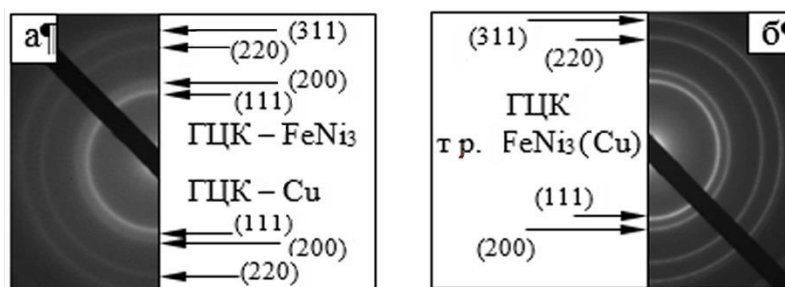 а¶
(311)
(220)
(200)
(111)
ГЦК – FeNi₃
ГЦК – Cu
(111)
(200)
(220)
б¶
(311)
(220)
ГЦК
т р. FeNi₃(Cu)
(111)
(200)